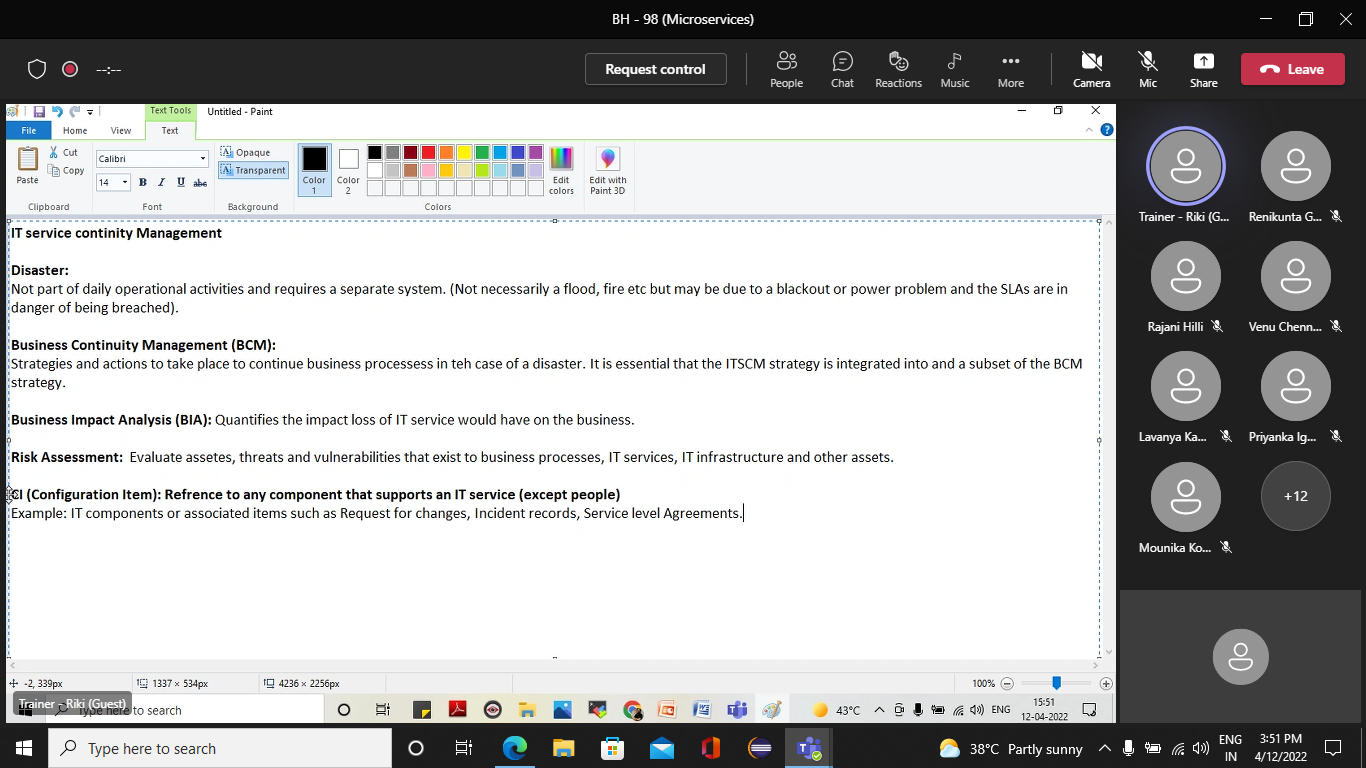 BH - 98 (Microservices)
--:--
Request control
People
Chat
Reactions
Music
More
Camera
Mic
Share
Leave
Text Tools
Untitled - Paint
File
Home
View
Text
Paste
Cut
Copy
Clipboard
Calibri
14
B I U abc
Font
A Opaque
A Transparent
Background
Color 1
Color 2
Edit colors
Colors
Edit with Paint 3D
IT service continity Management
Disaster:
Not part of daily operational activities and requires a separate system. (Not necessarily a flood, fire etc but may be due to a blackout or power problem and the SLAs are in
danger of being breached).
Business Continuity Management (BCM):
Strategies and actions to take place to continue business processess in teh case of a disaster. It is essential that the ITSCM strategy is integrated into and a subset of the BCM
strategy.
Business Impact Analysis (BIA): Quantifies the impact loss of IT service would have on the business.
Risk Assessment: Evaluate assetes, threats and vulnerabilities that exist to business processes, IT services, IT infrastructure and other assets.
CI (Configuration Item): Refrence to any component that supports an IT service (except people)
Example: IT components or associated items such as Request for changes, Incident records, Service level Agreements.
-2, 339px
1337 × 534px
4236 × 2256px
100%
Trainer - Riki (Guest)
Type here to search
43°C
ENG
15:51
12-04-2022
Trainer - Riki (G...
Renikunta G...
Rajani Hilli
Venu Chenn...
Lavanya Ka...
Priyanka Ig...
Mounika Ko...
+12
Type here to search
38°C Partly sunny
ENG
IN
3:51 PM
4/12/2022